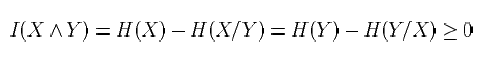 I(X ∧ Y) = H(X) − H(X/Y) = H(Y) − H(Y/X) ≥ 0